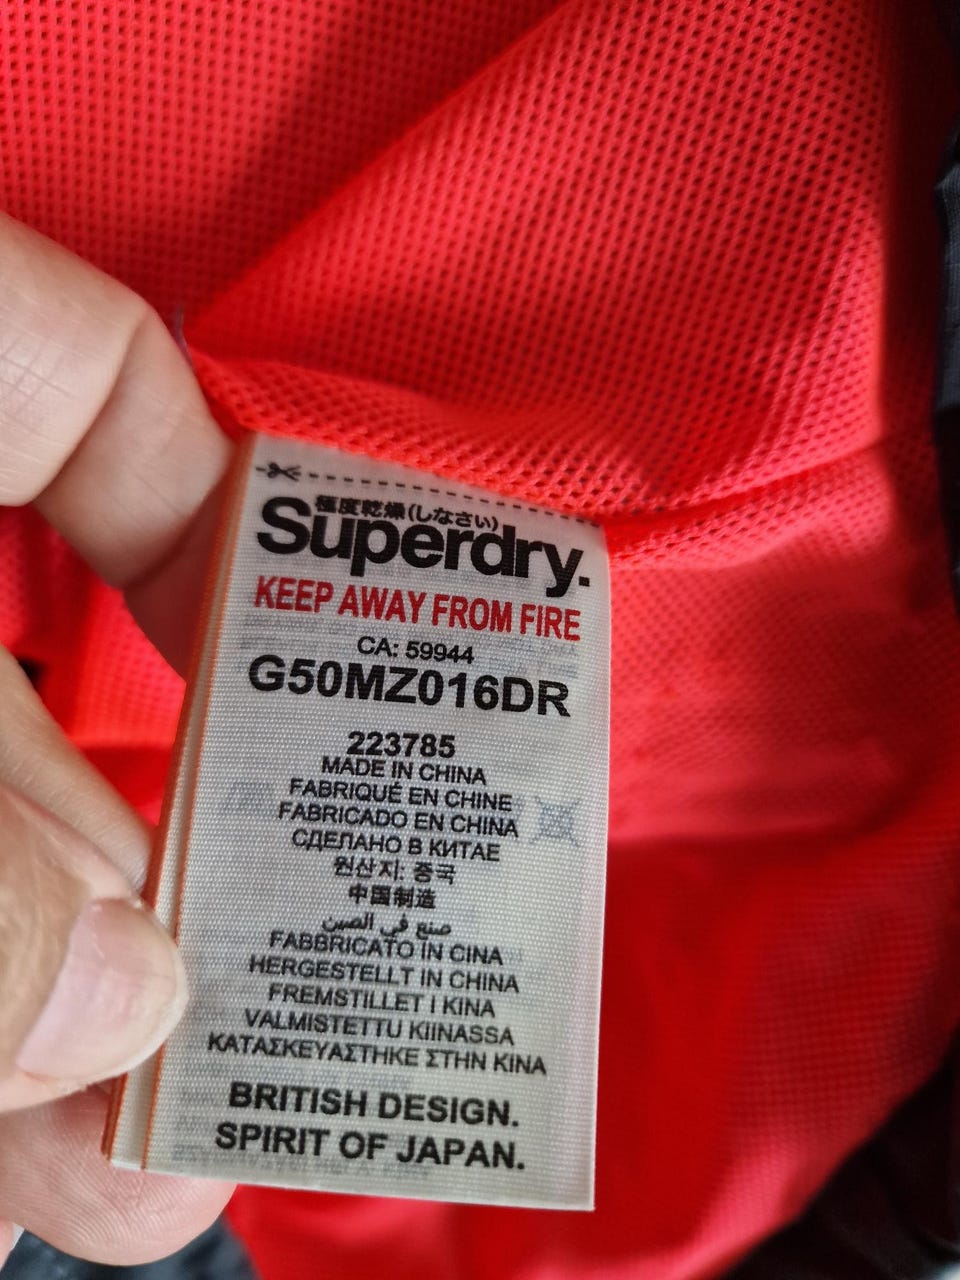 極度乾燥(しなさい)
Superdry.
KEEP AWAY FROM FIRE
CA: 59944
G50MZ016DR
223785
MADE IN CHINA
FABRIQUÉ EN CHINE
FABRICADO EN CHINA
СДЕЛАНО В КИТАЕ
원산지: 중국
中国制造
صنع في الصين
FABBRICATO IN CINA
HERGESTELLT IN CHINA
FREMSTILLET I KINA
VALMISTETTU KIINASSA
ΚΑΤΑΣΚΕΥΑΣΤΗΚΕ ΣΤΗΝ ΚΙΝΑ
BRITISH DESIGN.
SPIRIT OF JAPAN.